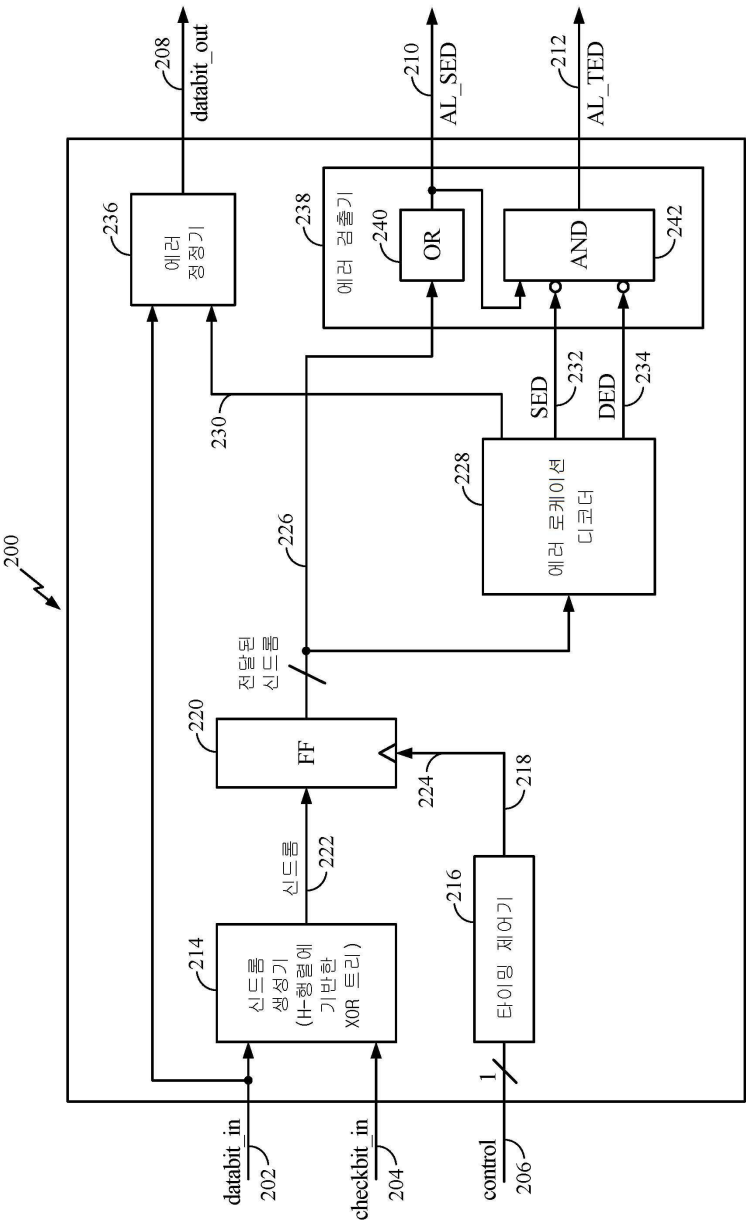 200
databit_in
202
checkbit_in
204
control
206
1
214
신드롬
생성기
(H-행렬에
기반한
XOR 트리)
216
타이밍 제어기
218
신드롬
222
220
FF
224
전달된
신드롬
226
228
에러 로케이션
디코더
230
SED
232
DED
234
236
에러
정정기
238
에러 검출기
240
OR
AND
242
208
databit_out
210
AL_SED
212
AL_TED